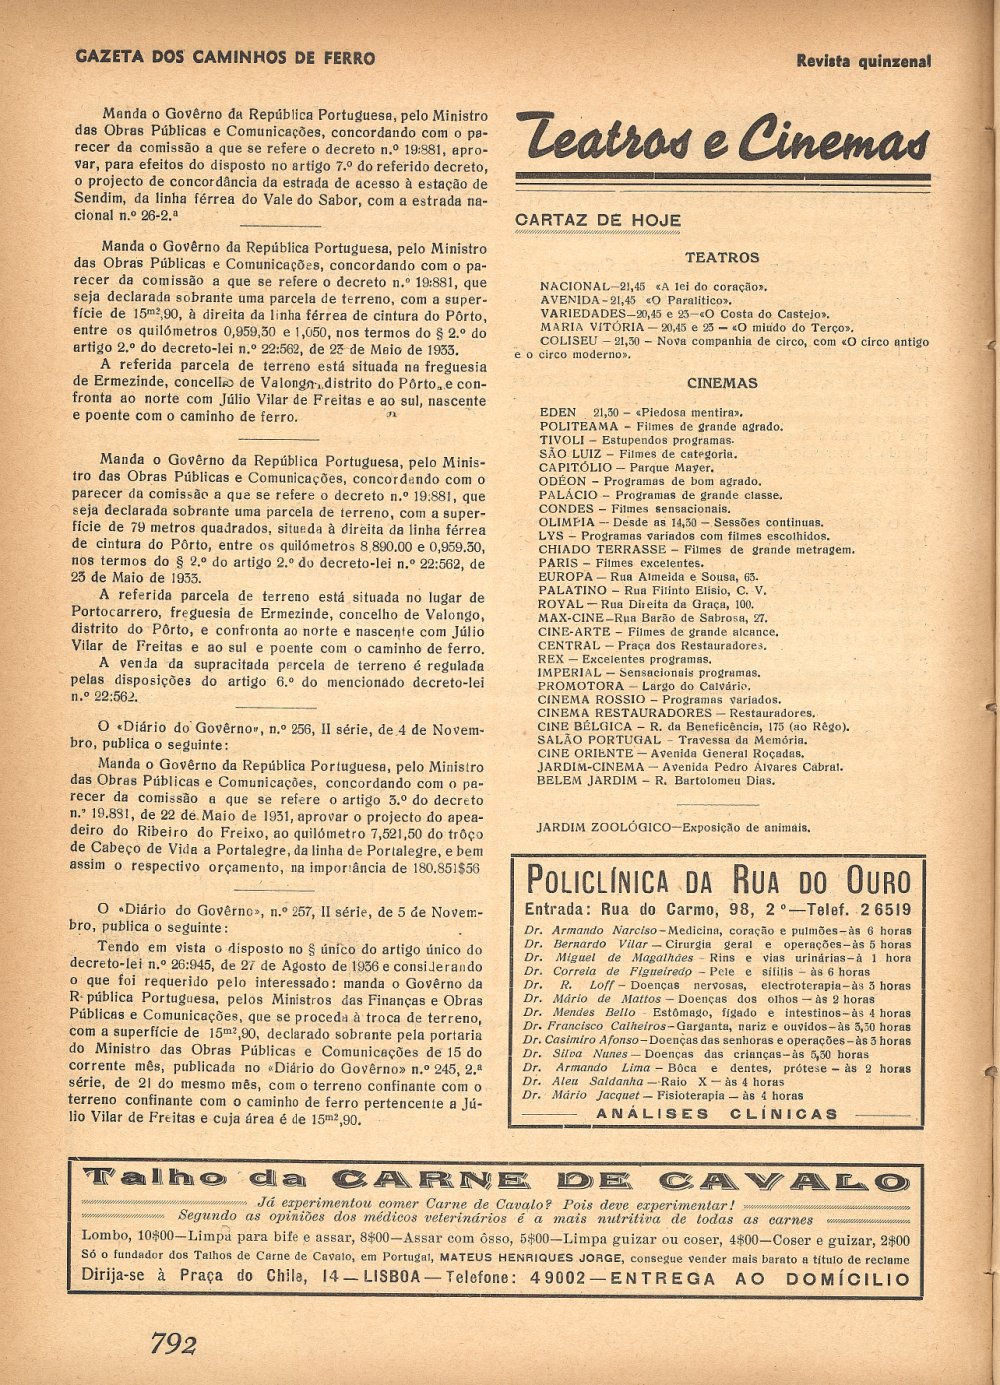 GAZETA DOS CAMINHOS DE FERRO
Revista quinzenal
Manda o Govêrno da República Portuguesa, pelo Ministro
das Obras Públicas e Comunicações, concordando com o pa-
recer da comissão a que se refere o decreto n.º 19:881, apro-
var, para efeitos do disposto no artigo 7.º do referido decreto,
o projecto de concordância da estrada de acesso à estação de
Sendim, da linha férrea do Vale do Sabor, com a estrada na-
cional n.º 26-2.ª
Manda o Govêrno da República Portuguesa, pelo Ministro
das Obras Públicas e Comunicações, concordando com o pa-
recer da comissão a que se refere o decreto n.º 19:881, que
seja declarada sobrante uma parcela de terreno, com a super-
fície de 15m2,90, à direita da linha férrea de cintura do Pôrto,
entre os quilómetros 0,959,30 e 1,050, nos termos do § 2.º do
artigo 2.º do decreto-lei n.º 22:562, de 23 de Maio de 1933.
A referida parcela de terreno está situada na freguesia
de Ermezinde, concelho de Valongo, distrito do Pôrto, e con-
fronta ao norte com Júlio Vilar de Freitas e ao sul, nascente
e poente com o caminho de ferro.
Manda o Govêrno da República Portuguesa, pelo Minis-
tro das Obras Públicas e Comunicações, concordando com o
parecer da comissão a que se refere o decreto n.º 19:881, que
seja declarada sobrante uma parcela de terreno, com a super-
fície de 79 metros quadrados, situada à direita da linha férrea
de cintura do Pôrto, entre os quilómetros 8.890.00 e 0,959.30,
nos termos do § 2.º do artigo 2.º do decreto-lei n.º 22:562, de
23 de Maio de 1933.
A referida parcela de terreno está situada no lugar de
Portocarrero, freguesia de Ermezinde, concelho de Valongo,
distrito do Pôrto, e confronta ao norte e nascente com Júlio
Vilar de Freitas e ao sul e poente com o caminho de ferro.
A venda da supracitada parcela de terreno é regulada
pelas disposições do artigo 6.º do mencionado decreto-lei
n.º 22:562.
O «Diário do Govêrno», n.º 256, II série, de 4 de Novem-
bro, publica o seguinte:
Manda o Govêrno da República Portuguesa, pelo Ministro
das Obras Públicas e Comunicações, concordando com o pa-
recer da comissão a que se refere o artigo 3.º do decreto
n.º 19.881, de 22 de Maio de 1931, aprovar o projecto do apea-
deiro do Ribeiro do Freixo, ao quilómetro 7,521,50 do trôço
de Cabeço de Vida a Portalegre, da linha de Portalegre, e bem
assim o respectivo orçamento, na importância de 180.851$56
O «Diário do Govêrno», n.º 257, II série, de 5 de Novem-
bro, publica o seguinte:
Tendo em vista o disposto no § único do artigo único do
decreto-lei n.º 26:945, de 27 de Agosto de 1936 e considerando
o que foi requerido pelo interessado: manda o Govêrno da
R pública Portuguesa, pelos Ministros das Finanças e Obras
Públicas e Comunicações, que se proceda à troca de terreno,
com a superfície de 15m2,90, declarado sobrante pela portaria
do Ministro das Obras Públicas e Comunicações de 15 do
corrente mês, publicada no «Diário do Govêrno» n.º 245, 2.ª
série, de 21 do mesmo mês, com o terreno confinante com o
terreno confinante com o caminho de ferro pertencente a Jú-
lio Vilar de Freitas e cuja área é de 15m2,90.
Teatros e Cinemas
CARTAZ DE HOJE
TEATROS
NACIONAL—21,45 «A lei do coração».
AVENIDA-21,45 «O Paralítico».
VARIEDADES—20,45 e 23—«O Costa do Castejo».
MARIA VITÓRIA — 20,45 e 23 — «O miúdo do Terço».
COLISEU — 21,30 - Nova companhia de circo, com «O circo antigo
e o circo moderno».
CINEMAS
EDEN 21,30 — «Piedosa mentira».
POLITEAMA — Filmes de grande agrado.
TIVOLI — Estupendos programas.
SÃO LUIZ — Filmes de categoria.
CAPITÓLIO — Parque Mayer.
ODÉON — Programas de bom agrado.
PALÁCIO — Programas de grande classe.
CONDES — Filmes sensacionais.
OLIMPIA — Desde as 14,30 — Sessões continuas.
LYS — Programas variados com filmes escolhidos.
CHIADO TERRASSE — Filmes de grande metragem.
PARIS — Filmes excelentes.
EUROPA — Rua Almeida e Sousa, 63.
PALATINO — Rua Filinto Elisio, C. V.
ROYAL — Rua Direita da Graça, 100.
MAX-CINE—Rua Barão de Sabrosa, 27.
CINE-ARTE — Filmes de grande alcance.
CENTRAL — Praça dos Restauradores.
REX — Excelentes programas.
IMPERIAL — Sensacionais programas.
PROMOTORA — Largo do Calvário.
CINEMA ROSSIO — Programas variados.
CINEMA RESTAURADORES — Restauradores.
CINE BÉLGICA — R. da Beneficência, 175 (ao Rêgo).
SALÃO PORTUGAL - Travessa da Memória.
CINE ORIENTE — Avenida General Roçadas.
JARDIM-CINEMA — Avenida Pedro Álvares Cabral.
BELEM JARDIM — R. Bartolomeu Dias.
JARDIM ZOOLÓGICO—Exposição de animais.
POLICLÍNICA DA RUA DO OURO
Entrada: Rua do Carmo, 98, 2º—Telef. 26519
Dr. Armando Narciso-Medicina, coração e pulmões-às 6 horas
Dr. Bernardo Vilar — Cirurgia geral e operações-às 5 horas
Dr. Miguel de Magalhães - Rins e vias urinárias-à 1 hora
Dr. Correia de Figueiredo - Pele e sífilis - às 6 horas
Dr. R. Loff — Doenças nervosas, electroterapia-às 3 horas
Dr. Mário de Mattos — Doenças dos olhos — às 2 horas
Dr. Mendes Bello - Estômago, fígado e intestinos-às 4 horas
Dr. Francisco Calheiros-Garganta, nariz e ouvidos-às 3,30 horas
Dr. Casimiro Afonso-Doenças das senhoras e operações-às 3 horas
Dr. Silva Nunes — Doenças das crianças-às 5,30 horas
Dr. Armando Lima — Bôca e dentes, prótese — às 2 horas
Dr. Aleu Saldanha — Raio X — às 4 horas
Dr. Mário Jacquet — Fisioterapia — às 4 horas
ANÁLISES CLÍNICAS
Talho da CARNE DE CAVALO
Já experimentou comer Carne de Cavalo? Pois deve experimentar!
Segundo as opiniões dos médicos veterinários é a mais nutritiva de todas as carnes
Lombo, 10$00—Limpa para bife e assar, 8$00—Assar com ôsso, 5$00—Limpa guizar ou coser, 4$00—Coser e guizar, 2$00
Só o fundador dos Talhos de Carne de Cavalo, em Portugal, MATEUS HENRIQUES JORGE, consegue vender mais barato a título de reclame
Dirija-se à Praça do Chile, 14 — LISBOA — Telefone: 49002 — ENTREGA AO DOMÍCILIO
792